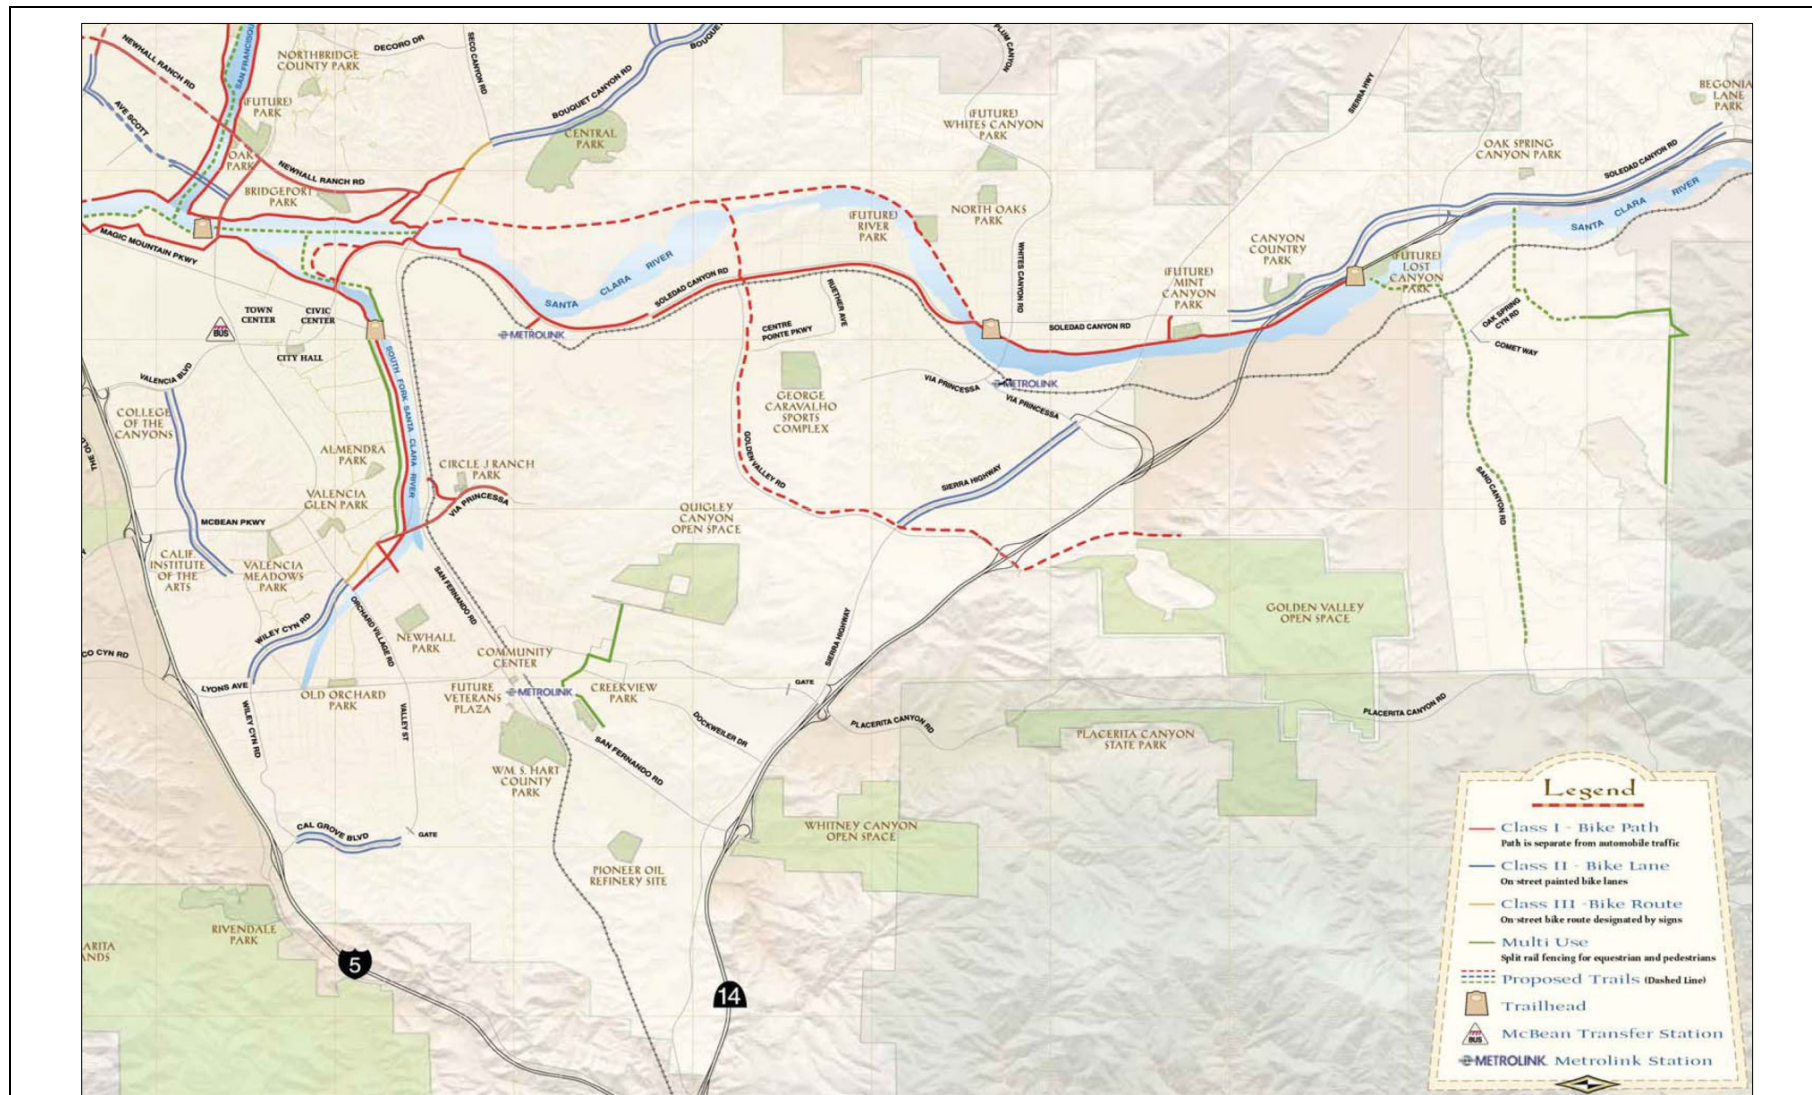 NEWHALL RANCH RD
SAN FRANCISQU
NORTHBRIDGE
COUNTY PARK
DECORO DR
SECO CANYON RD
BOUQUET CANYON RD
BOUQUE
PLUM CANYON
SIERRA HWY
BEGONIA
LANE
PARK
AVE SCOTT
(FUTURE)
PARK
CENTRAL
PARK
(FUTURE)
WHITES CANYON
PARK
OAK SPRING
CANYON PARK
SOLEDAD CANYON RD
OAK
PARK
NEWHALL RANCH RD
BRIDGEPORT
PARK
(FUTURE)
RIVER
PARK
NORTH OAKS
PARK
SANTA CLARA RIVER
MAGIC MOUNTAIN PKWY
WHITES CANYON RD
CANYON
COUNTRY
PARK
(FUTURE)
LOST
CANYON
PARK
SANTA CLARA RIVER
SOLEDAD CANYON RD
(FUTURE)
MINT
CANYON
PARK
RUETHER AVE
TOWN
CENTER
CIVIC
CENTER
BUS
METROLINK
CENTRE
POINTE PKWY
SOLEDAD CANYON RD
OAK SPRING
CYN RD
COMET WAY
CITY HALL
VALENCIA BLVD
SOUTH FORK SANTA CLARA RIVER
VIA PRINCESSA
METROLINK
VIA PRINCESSA
GEORGE
CARAVALHO
SPORTS
COMPLEX
COLLEGE
OF THE
CANYONS
THE OLD
ALMENDRA
PARK
CIRCLE J RANCH
PARK
GOLDEN VALLEY RD
SIERRA HIGHWAY
SAND CANYON RD
VALENCIA
GLEN PARK
VIA PRINCESSA
QUIGLEY
CANYON
OPEN SPACE
MCBEAN PKWY
CALIF.
INSTITUTE
OF THE
ARTS
VALENCIA
MEADOWS
PARK
SAN FERNANDO RD
ORCHARD VILLAGE RD
WILEY CYN RD
NEWHALL
PARK
GOLDEN VALLEY
OPEN SPACE
SIERRA HIGHWAY
COMMUNITY
CENTER
CO CYN RD
LYONS AVE
OLD ORCHARD
PARK
FUTURE
VETERANS
PLAZA
METROLINK
CREEKVIEW
PARK
GATE
WILEY CYN RD
VALLEY ST
DOCKWEILER DR
PLACERITA CANYON RD
PLACERITA CANYON RD
PLACERITA CANYON
STATE PARK
SAN FERNANDO RD
WM. S. HART
COUNTY
PARK
CAL GROVE BLVD
GATE
WHITNEY CANYON
OPEN SPACE
PIONEER OIL
REFINERY SITE
RIVENDALE
PARK
ARITA
ANDS
5
14
Legend
Class I - Bike Path
Path is separate from automobile traffic
Class II - Bike Lane
On-street painted bike lanes
Class III -Bike Route
On-street bike route designated by signs
Multi Use
Split rail fencing for equestrian and pedestrians
Proposed Trails (Dashed Line)
Trailhead
BUS McBean Transfer Station
METROLINK. Metrolink Station